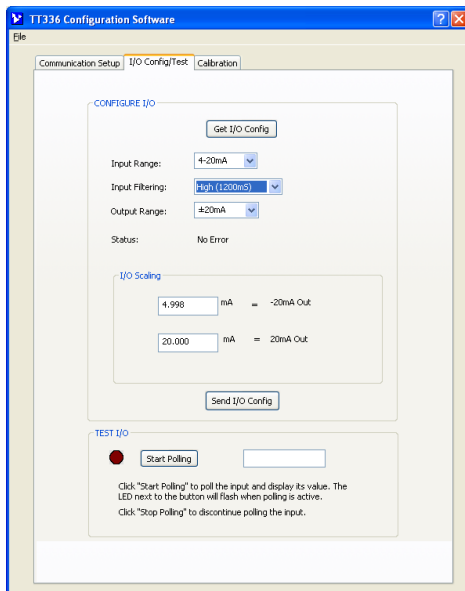 TT336 Configuration Software
File
Communication Setup I/O Config/Test Calibration
CONFIGURE I/O
Get I/O Config
Input Range: 4-20mA
Input Filtering: High (1200mS)
Output Range: ±20mA
Status: No Error
I/O Scaling
4.998 mA = -20mA Out
20.000 mA = 20mA Out
Send I/O Config
TEST I/O
Start Polling
Click "Start Polling" to poll the input and display its value. The
LED next to the button will flash when polling is active.
Click "Stop Polling" to discontinue polling the input.